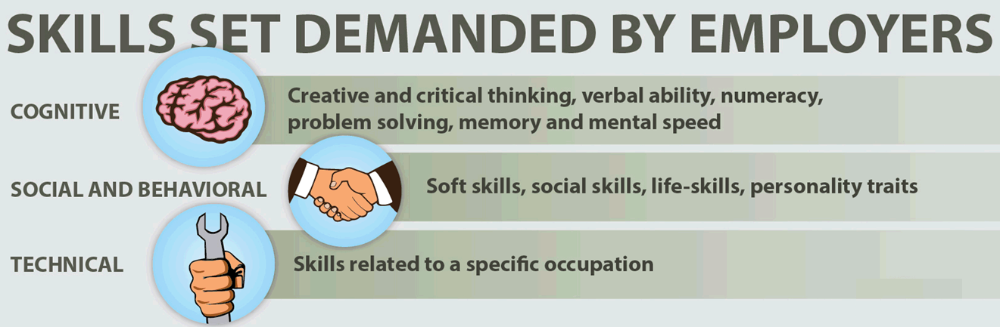 SKILLS SET DEMANDED BY EMPLOYERS
COGNITIVE
Creative and critical thinking, verbal ability, numeracy,
problem solving, memory and mental speed
SOCIAL AND BEHAVIORAL
Soft skills, social skills, life-skills, personality traits
TECHNICAL
Skills related to a specific occupation